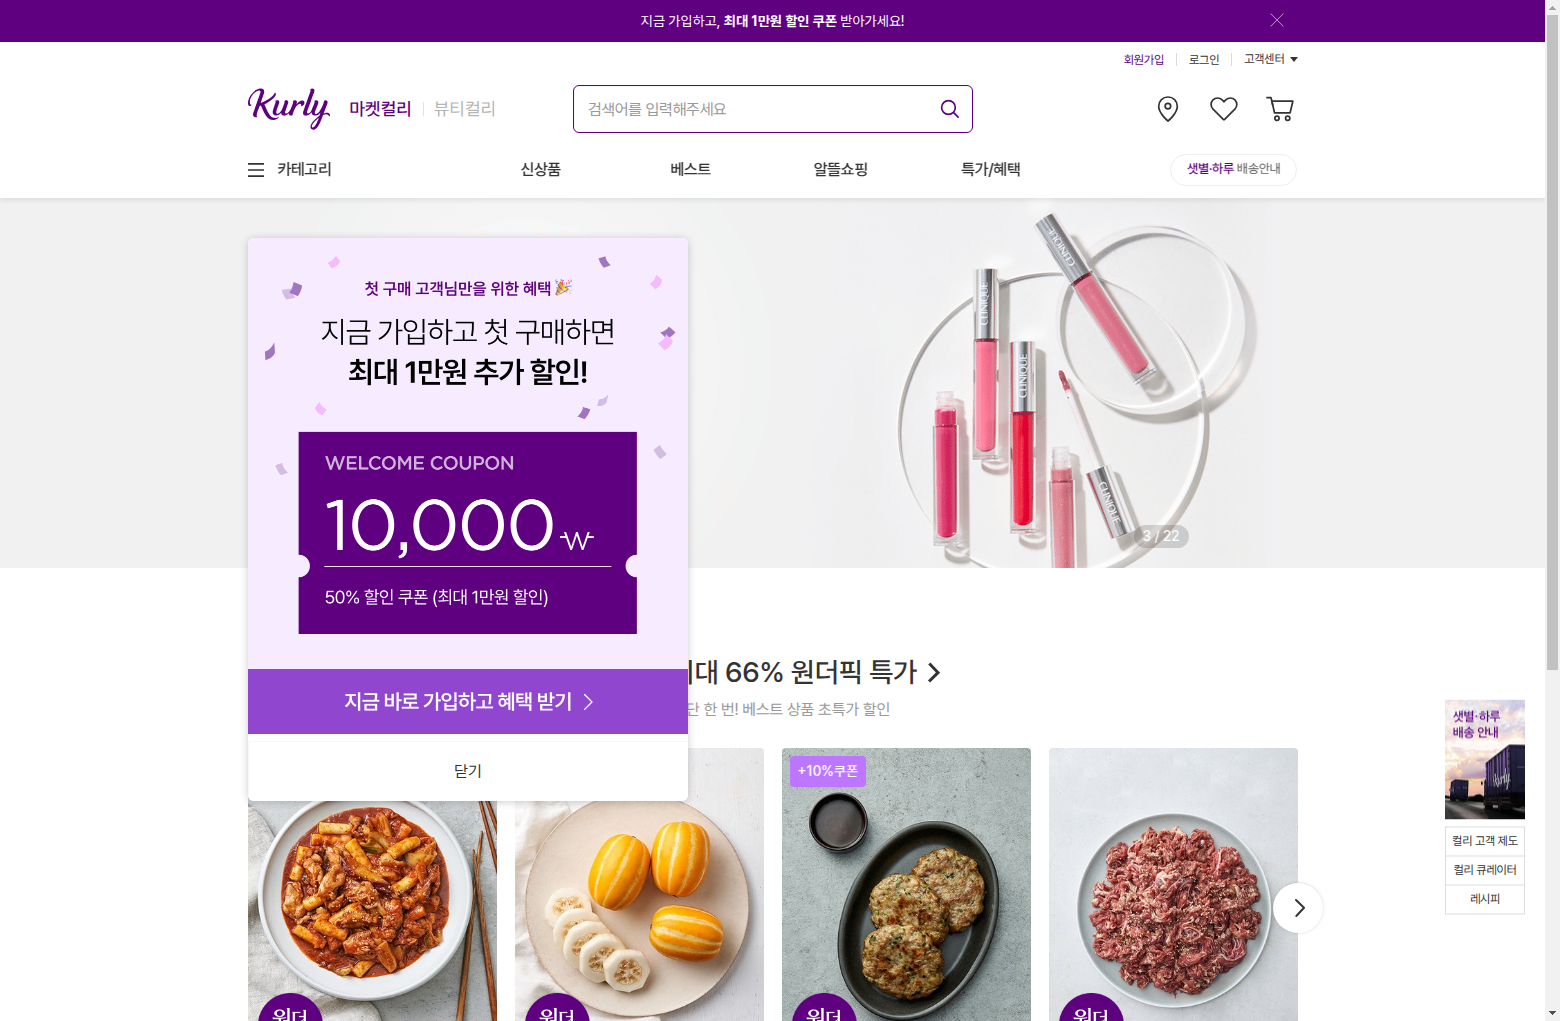 지금 가입하고, 최대 1만원 할인 쿠폰 받아가세요!
회원가입 로그인 고객센터
Kurly 마켓컬리 뷰티컬리
검색어를 입력해주세요
카테고리 신상품 베스트 알뜰쇼핑 특가/혜택 샛별·하루 배송안내
첫 구매 고객님만을 위한 혜택
지금 가입하고 첫 구매하면
최대 1만원 추가 할인!
WELCOME COUPON
10,000₩
50% 할인 쿠폰 (최대 1만원 할인)
지금 바로 가입하고 혜택 받기
닫기
CLINIQUE
CLINIQUE
CLINIQUE
CLINIQUE
3 / 22
66% 원더픽 특가
단 한 번! 베스트 상품 초특가 할인
+10%쿠폰
원더
원더
원더
원더
샛별·하루
배송 안내
Kurly
컬리 고객 제도
컬리 큐레이터
레시피